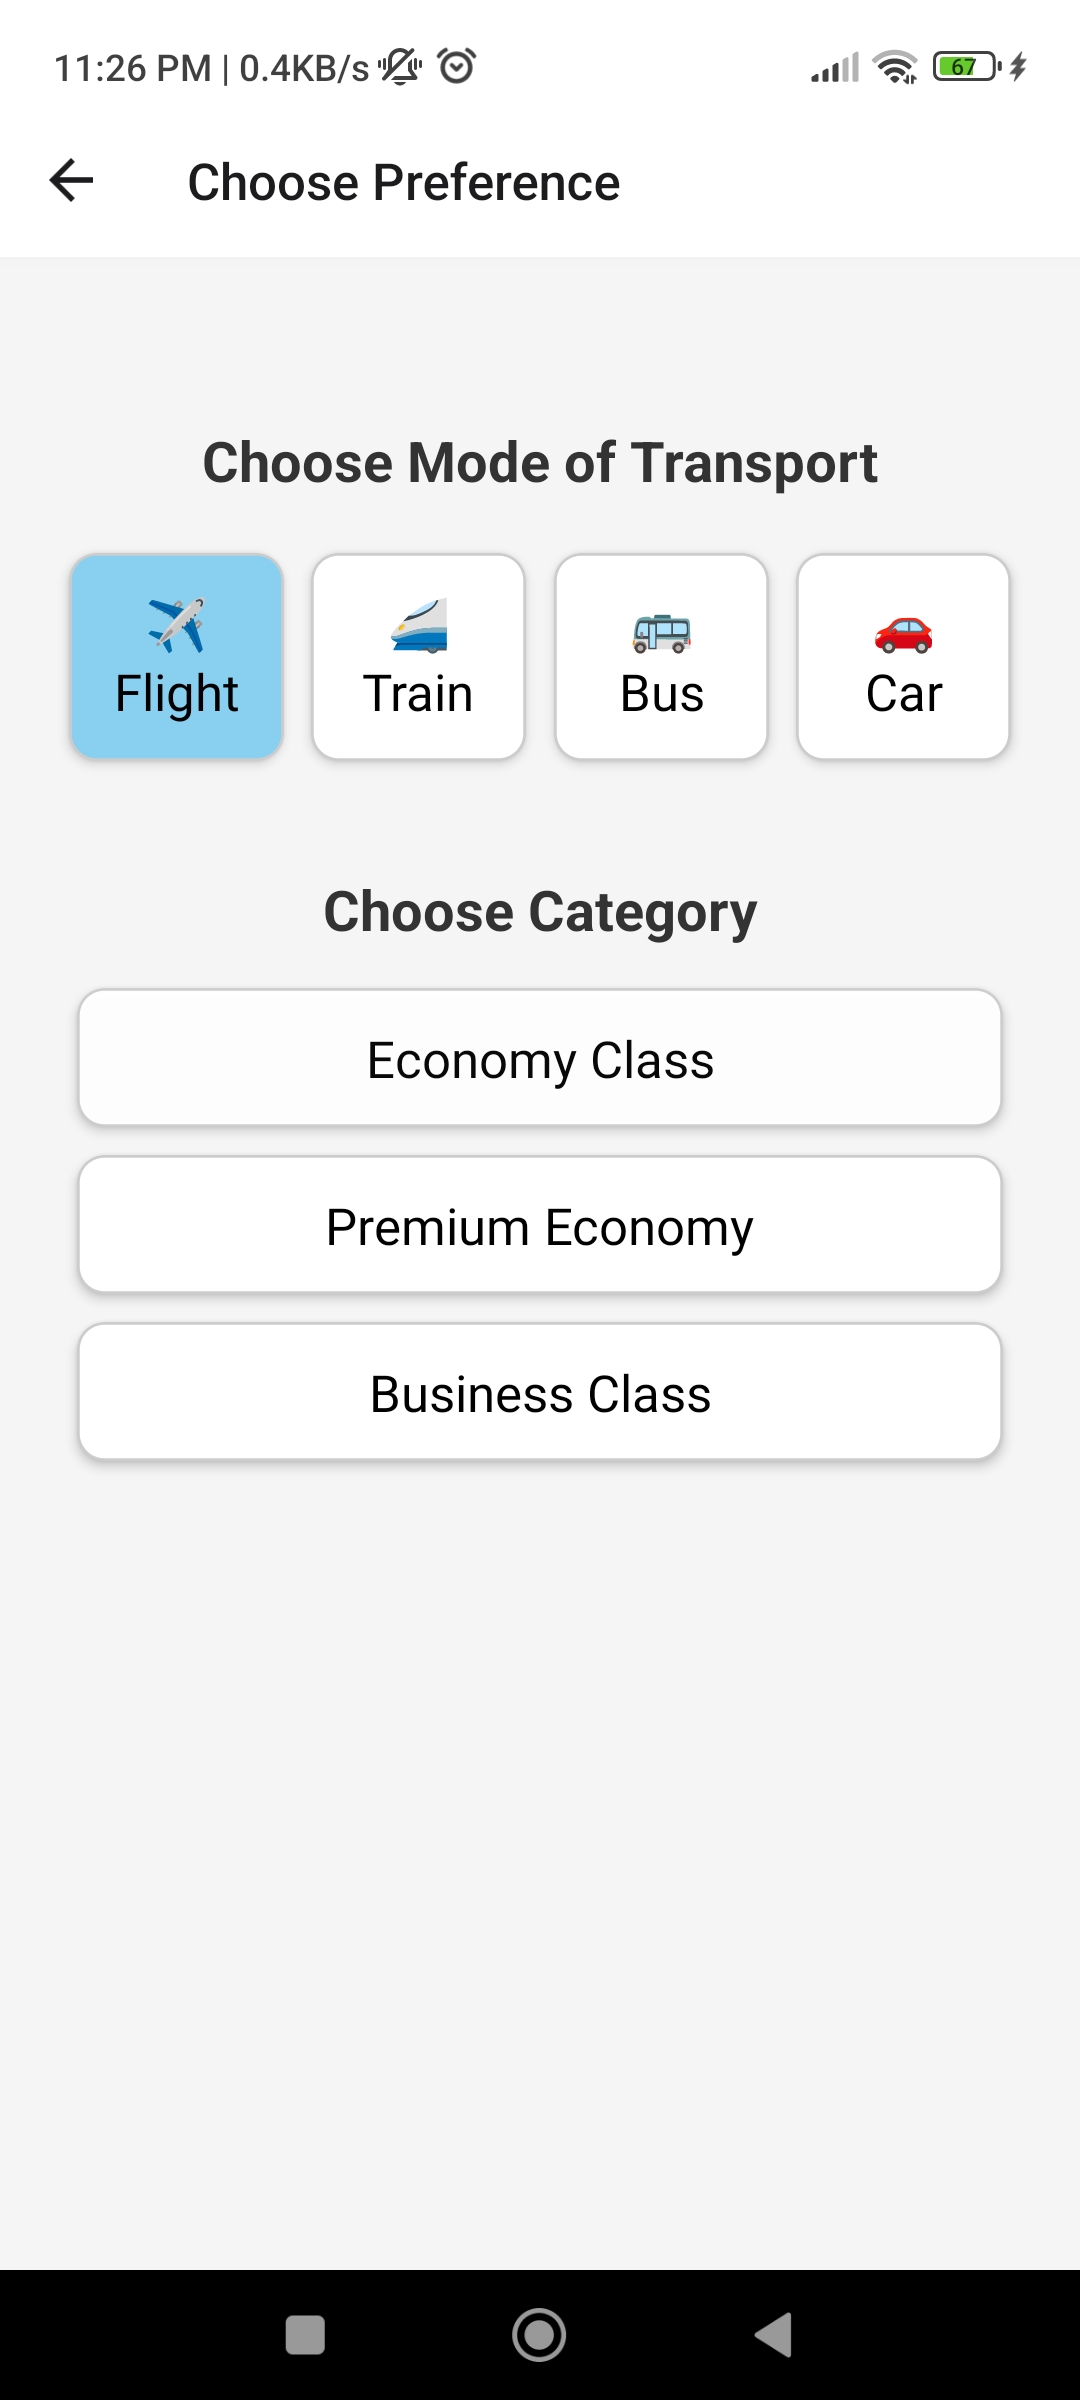 11:26 PM | 0.4KB/s
67
Choose Preference
Choose Mode of Transport
Flight Train Bus Car
Choose Category
Economy Class
Premium Economy
Business Class